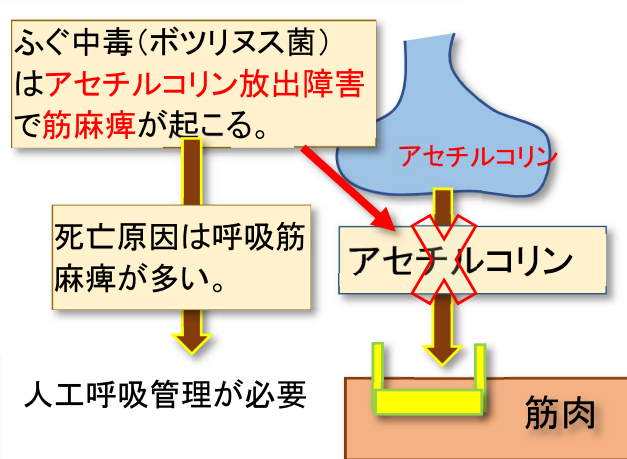 ふぐ中毒（ボツリヌス菌）
はアセチルコリン放出障害
で筋麻痺が起こる。
アセチルコリン
死亡原因は呼吸筋
麻痺が多い。
アセチルコリン
人工呼吸管理が必要
筋肉